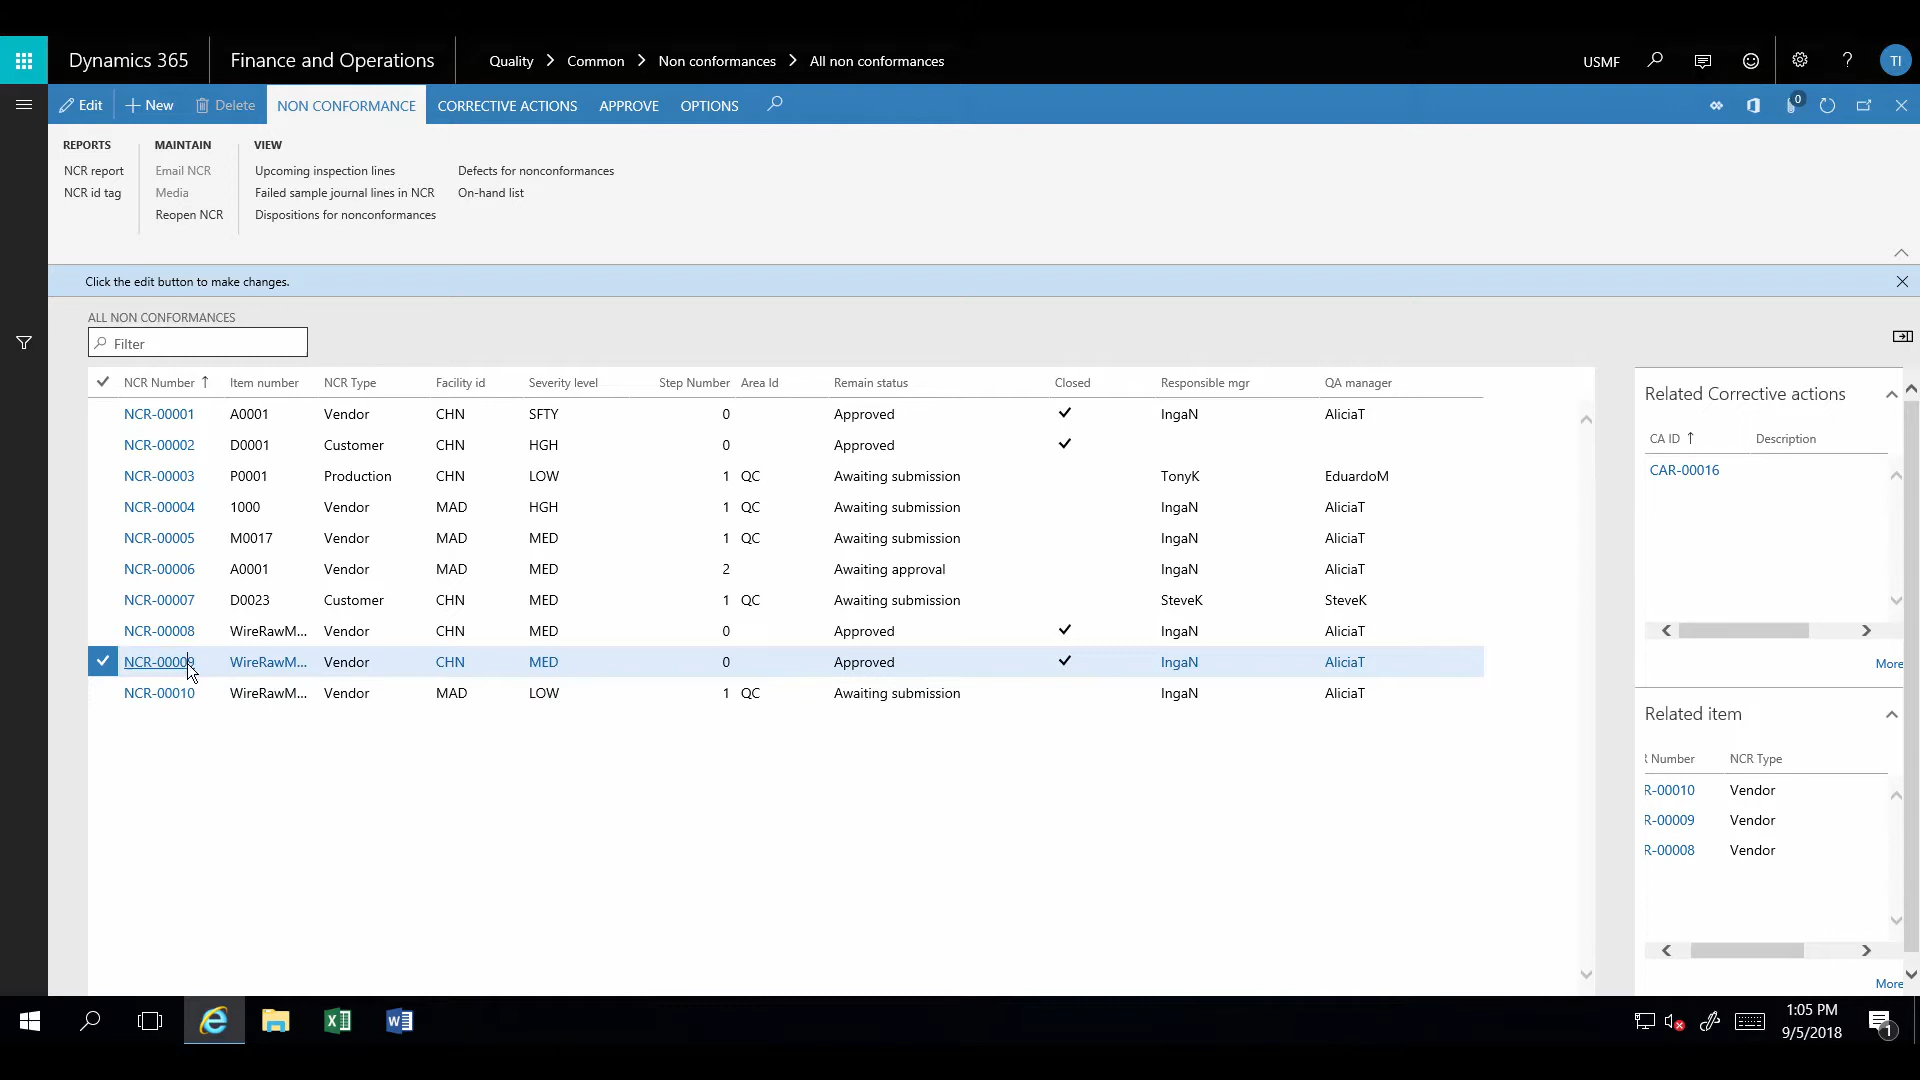 Dynamics 365 Finance and Operations Quality Common Non conformances All non conformances USMF ? TI
Edit New Delete NON CONFORMANCE CORRECTIVE ACTIONS APPROVE OPTIONS 0
REPORTS MAINTAIN VIEW
NCR report Email NCR Upcoming inspection lines Defects for nonconformances
NCR id tag Media Failed sample journal lines in NCR On-hand list
Reopen NCR Dispositions for nonconformances
Click the edit button to make changes.
ALL NON CONFORMANCES
Filter
NCR Number Item number NCR Type Facility id Severity level Step Number Area Id Remain status Closed Responsible mgr QA manager
NCR-00001 A0001 Vendor CHN SFTY 0 Approved IngaN AliciaT
NCR-00002 D0001 Customer CHN HGH 0 Approved
NCR-00003 P0001 Production CHN LOW 1 QC Awaiting submission TonyK EduardoM
NCR-00004 1000 Vendor MAD HGH 1 QC Awaiting submission IngaN AliciaT
NCR-00005 M0017 Vendor MAD MED 1 QC Awaiting submission IngaN AliciaT
NCR-00006 A0001 Vendor MAD MED 2 Awaiting approval IngaN AliciaT
NCR-00007 D0023 Customer CHN MED 1 QC Awaiting submission SteveK SteveK
NCR-00008 WireRawM... Vendor CHN MED 0 Approved IngaN AliciaT
NCR-00009 WireRawM... Vendor CHN MED 0 Approved IngaN AliciaT
NCR-00010 WireRawM... Vendor MAD LOW 1 QC Awaiting submission IngaN AliciaT
Related Corrective actions
CA ID Description
CAR-00016
More
Related item
R Number NCR Type
R-00010 Vendor
R-00009 Vendor
R-00008 Vendor
More
1:05 PM
9/5/2018
1